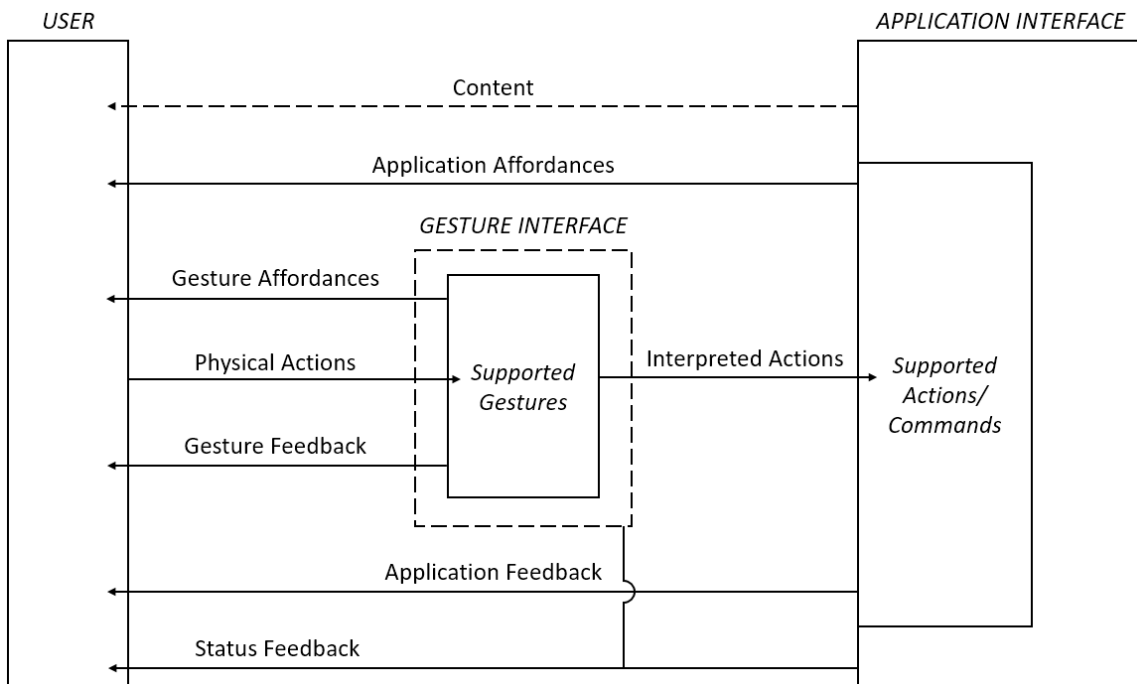 USER
APPLICATION INTERFACE
Content
Application Affordances
GESTURE INTERFACE
Gesture Affordances
Physical Actions
Supported
Gestures
Interpreted Actions
Supported
Actions/
Commands
Gesture Feedback
Application Feedback
Status Feedback